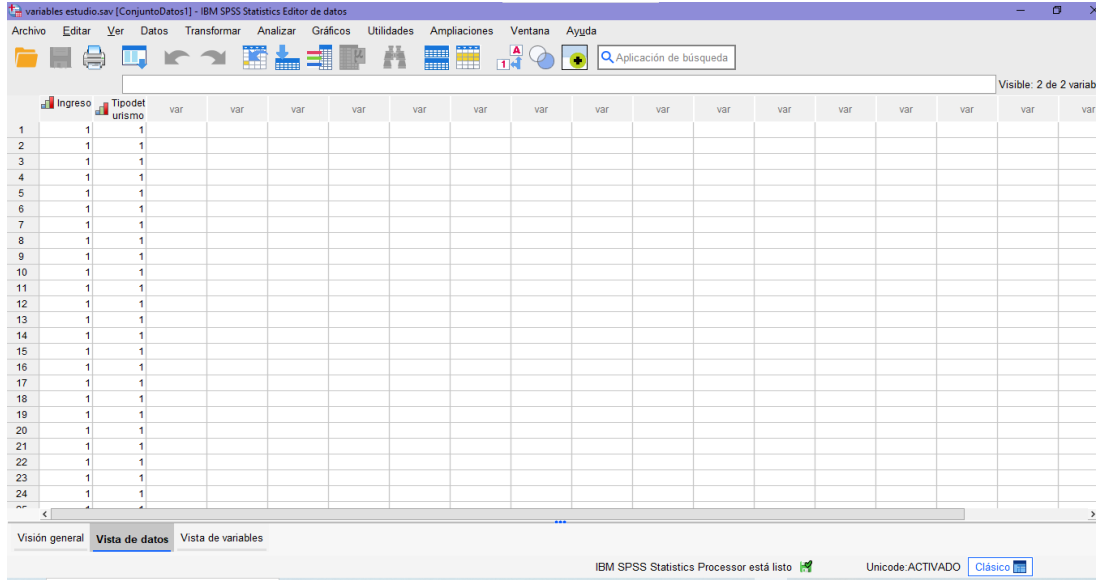 variables estudio.sav [ConjuntoDatos1] - IBM SPSS Statistics Editor de datos
Archivo Editar Ver Datos Transformar Analizar Gráficos Utilidades Ampliaciones Ventana Ayuda
Aplicación de búsqueda
Visible: 2 de 2 variab
Ingreso Tipodet
urismo var var var var var var var var var var var var var var var var
1 1 1
2 1 1
3 1 1
4 1 1
5 1 1
6 1 1
7 1 1
8 1 1
9 1 1
10 1 1
11 1 1
12 1 1
13 1 1
14 1 1
15 1 1
16 1 1
17 1 1
18 1 1
19 1 1
20 1 1
21 1 1
22 1 1
23 1 1
24 1 1
Visión general Vista de datos Vista de variables
IBM SPSS Statistics Processor está listo Unicode:ACTIVADO Clásico